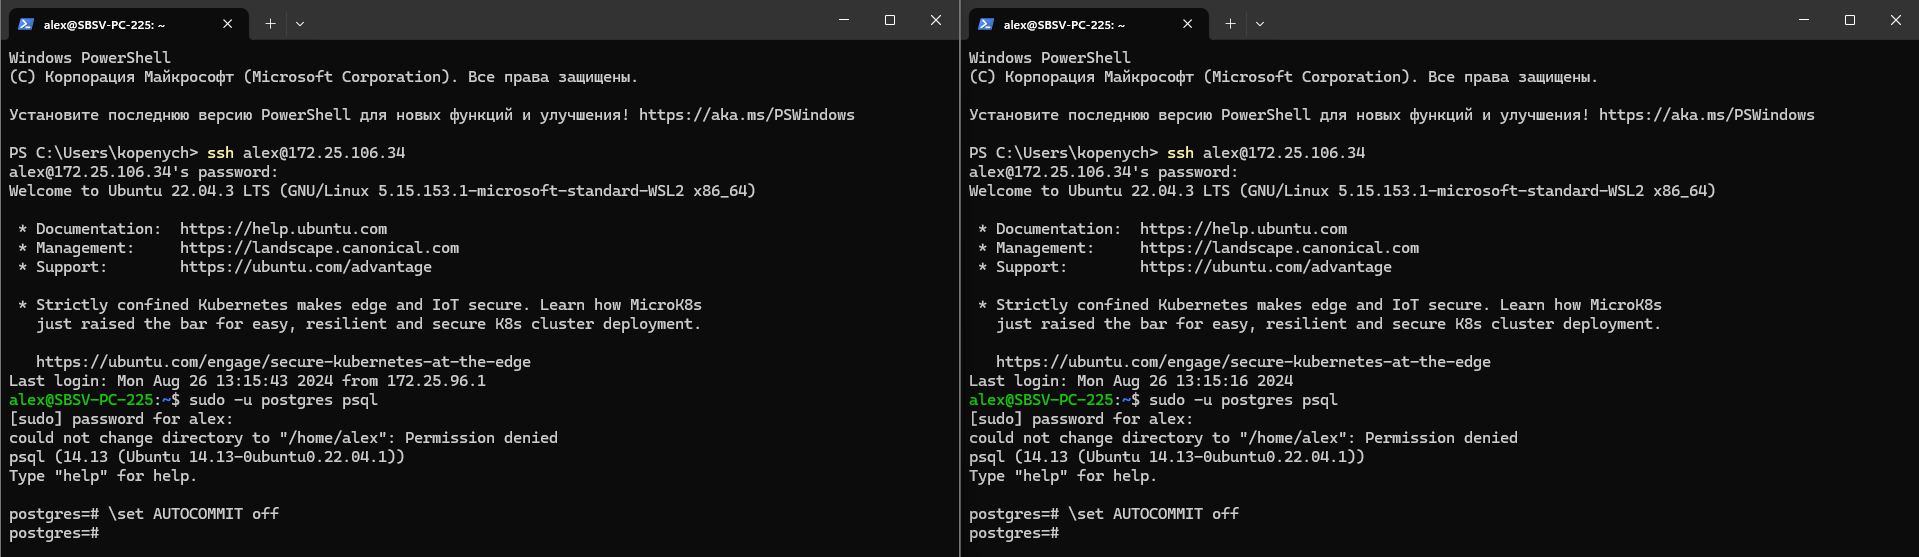 alex@SBSV-PC-225: ~
Windows PowerShell
(C) Корпорация Майкрософт (Microsoft Corporation). Все права защищены.
Установите последнюю версию PowerShell для новых функций и улучшения! https://aka.ms/PSWindows
PS C:\Users\kopenych> ssh alex@172.25.106.34
alex@172.25.106.34's password:
Welcome to Ubuntu 22.04.3 LTS (GNU/Linux 5.15.153.1-microsoft-standard-WSL2 x86_64)
* Documentation:  https://help.ubuntu.com
* Management:     https://landscape.canonical.com
* Support:        https://ubuntu.com/advantage
* Strictly confined Kubernetes makes edge and IoT secure. Learn how MicroK8s
just raised the bar for easy, resilient and secure K8s cluster deployment.
https://ubuntu.com/engage/secure-kubernetes-at-the-edge
Last login: Mon Aug 26 13:15:43 2024 from 172.25.96.1
alex@SBSV-PC-225:~$ sudo -u postgres psql
[sudo] password for alex:
could not change directory to "/home/alex": Permission denied
psql (14.13 (Ubuntu 14.13-0ubuntu0.22.04.1))
Type "help" for help.
postgres=# \set AUTOCOMMIT off
postgres=#
alex@SBSV-PC-225: ~
Windows PowerShell
(C) Корпорация Майкрософт (Microsoft Corporation). Все права защищены.
Установите последнюю версию PowerShell для новых функций и улучшения! https://aka.ms/PSWindows
PS C:\Users\kopenych> ssh alex@172.25.106.34
alex@172.25.106.34's password:
Welcome to Ubuntu 22.04.3 LTS (GNU/Linux 5.15.153.1-microsoft-standard-WSL2 x86_64)
* Documentation:  https://help.ubuntu.com
* Management:     https://landscape.canonical.com
* Support:        https://ubuntu.com/advantage
* Strictly confined Kubernetes makes edge and IoT secure. Learn how MicroK8s
just raised the bar for easy, resilient and secure K8s cluster deployment.
https://ubuntu.com/engage/secure-kubernetes-at-the-edge
Last login: Mon Aug 26 13:15:16 2024
alex@SBSV-PC-225:~$ sudo -u postgres psql
[sudo] password for alex:
could not change directory to "/home/alex": Permission denied
psql (14.13 (Ubuntu 14.13-0ubuntu0.22.04.1))
Type "help" for help.
postgres=# \set AUTOCOMMIT off
postgres=#